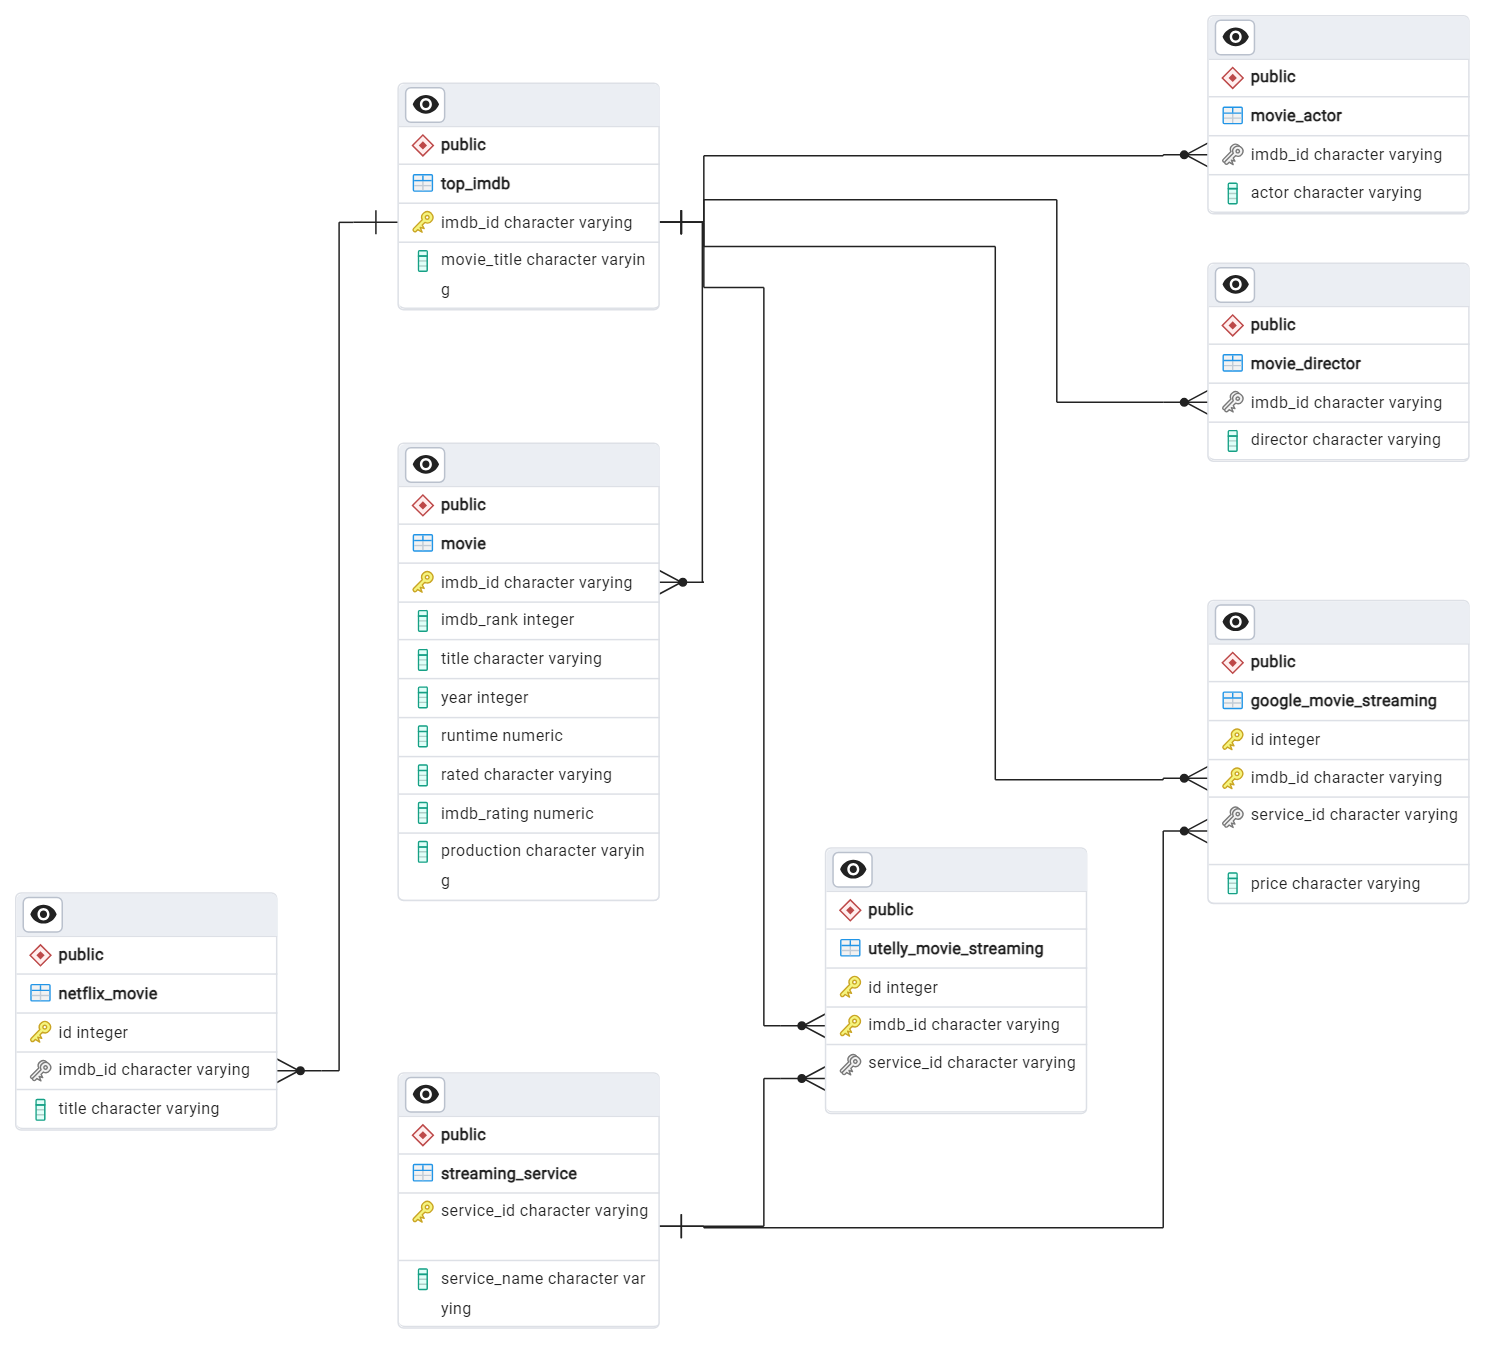 public
top_imdb
imdb_id character varying
movie_title character varyin
g
public
movie
imdb_id character varying
imdb_rank integer
title character varying
year integer
runtime numeric
rated character varying
imdb_rating numeric
production character varyin
g
public
netflix_movie
id integer
imdb_id character varying
title character varying
public
streaming_service
service_id character varying
service_name character var
ying
public
utelly_movie_streaming
id integer
imdb_id character varying
service_id character varying
public
movie_actor
imdb_id character varying
actor character varying
public
movie_director
imdb_id character varying
director character varying
public
google_movie_streaming
id integer
imdb_id character varying
service_id character varying
price character varying